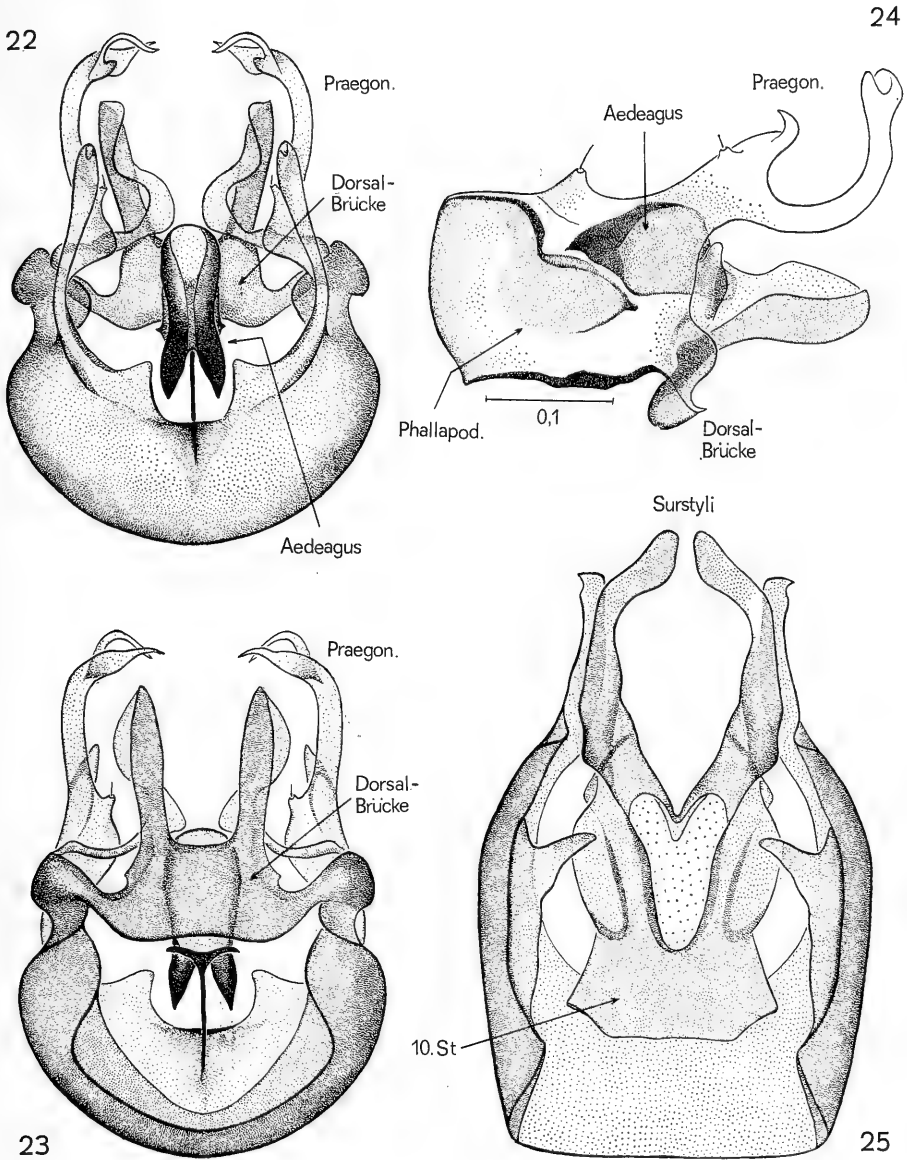 22
Praegon.
Dorsal-
Brücke
Aedeagus
24
Praegon.
Aedeagus
Phallapod.
0,1
Dorsal-
Brücke
23
Praegon.
Dorsal-
Brücke
Surstyli
10.St
25